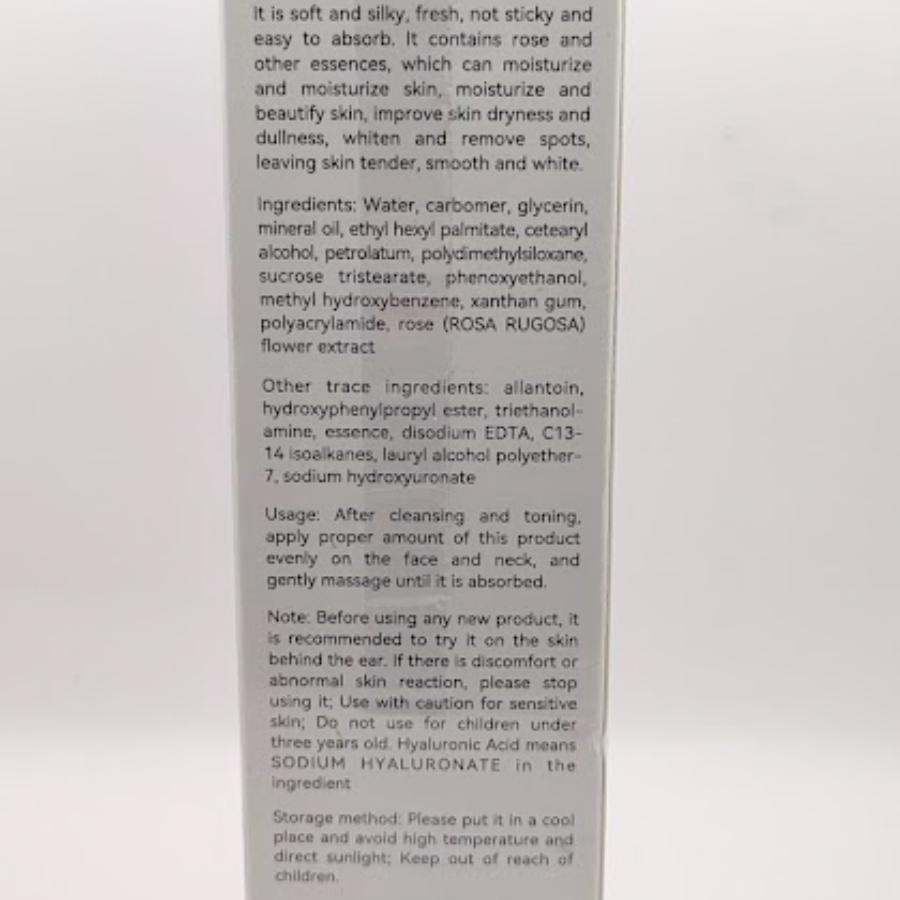 It is soft and silky, fresh, not sticky and
easy to absorb. It contains rose and
other essences, which can moisturize
and moisturize skin, moisturize and
beautify skin, improve skin dryness and
dullness, whiten and remove spots,
leaving skin tender, smooth and white.
Ingredients: Water, carbomer, glycerin,
mineral oil, ethyl hexyl palmitate, cetearyl
alcohol, petrolatum, polydimethylsiloxane,
sucrose tristearate, phenoxyethanol,
methyl hydroxybenzene, xanthan gum,
polyacrylamide, rose (ROSA RUGOSA)
flower extract
Other trace ingredients: allantoin,
hydroxyphenylpropyl ester, triethanol-
amine, essence, disodium EDTA, C13-
14 isoalkanes, lauryl alcohol polyether-
7, sodium hydroxyuronate
Usage: After cleansing and toning,
apply proper amount of this product
evenly on the face and neck, and
gently massage until it is absorbed.
Note: Before using any new product, it
is recommended to try it on the skin
behind the ear. If there is discomfort or
abnormal skin reaction, please stop
using it; Use with caution for sensitive
skin; Do not use for children under
three years old. Hyaluronic Acid means
SODIUM HYALURONATE in the
ingredient
Storage method: Please put it in a cool
place and avoid high temperature and
direct sunlight; Keep out of reach of
children.